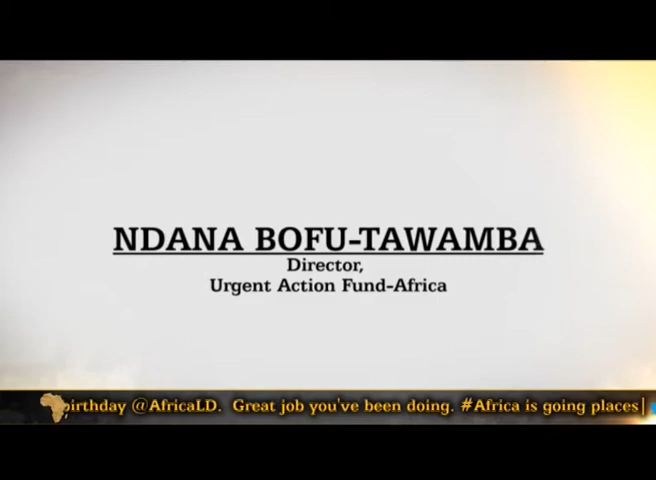 NDANA BOFU-TAWAMBA
Director,
Urgent Action Fund-Africa
birthday @AfricaLD. Great job you've been doing. #Africa is going places|